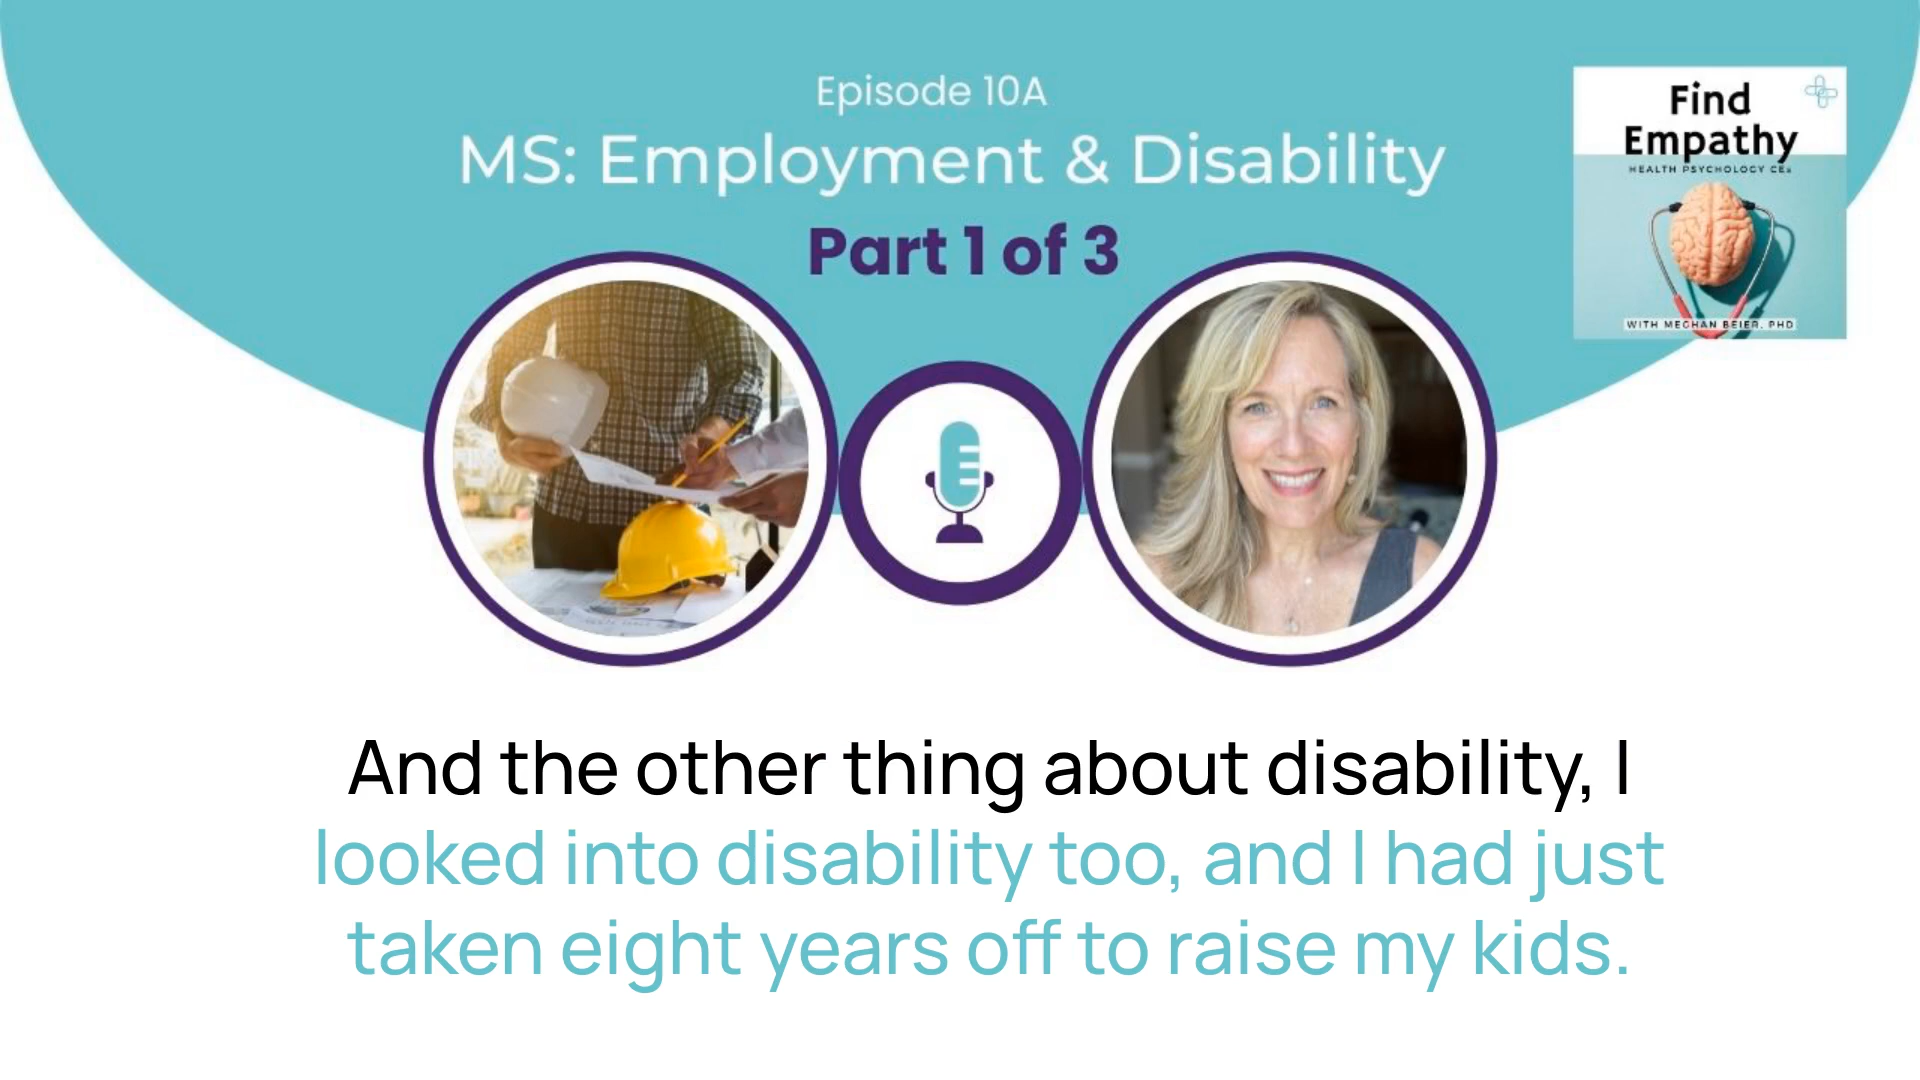 Episode 10A
MS: Employment & Disability
Part 1 of 3
Find
Empathy
HEALTH PSYCHOLOGY CEs
WITH MEGHAN BEIER, PHD
And the other thing about disability, I
looked into disability too, and I had just
taken eight years off to raise my kids.